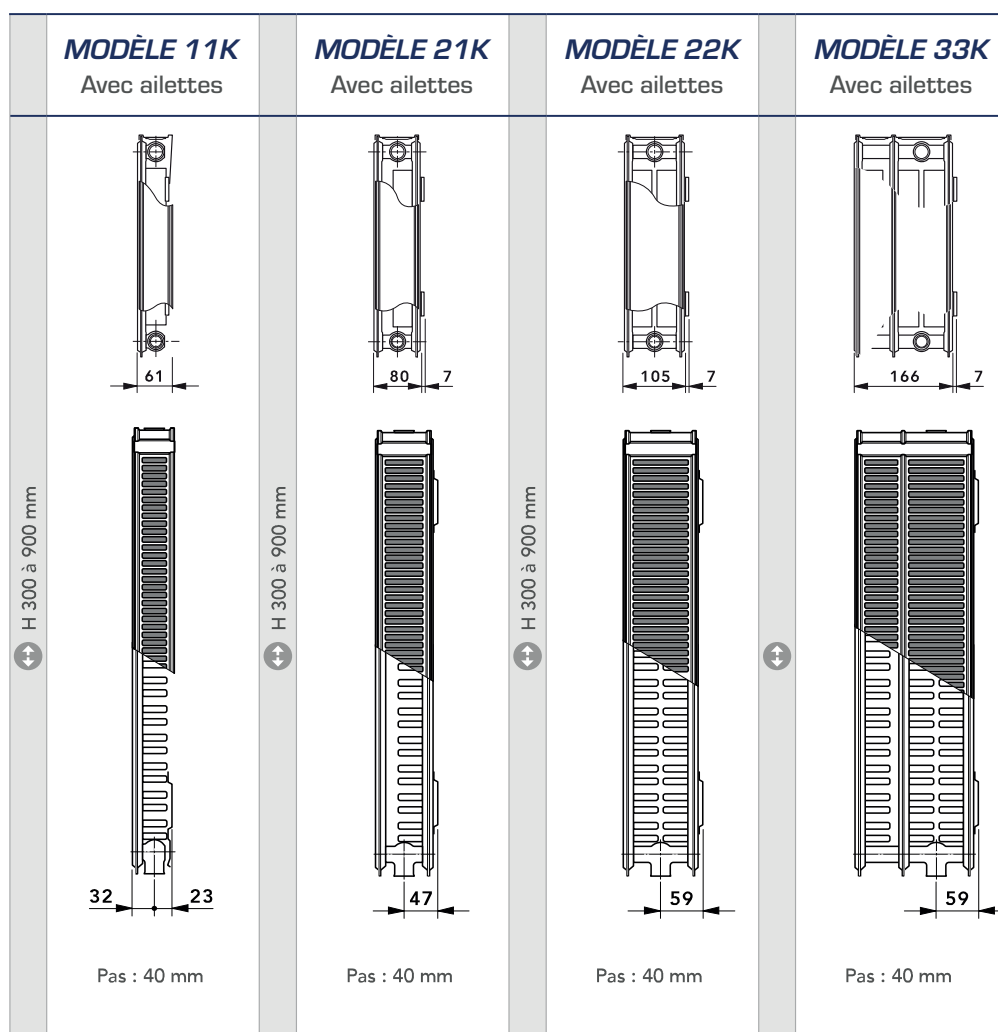 MODÈLE 11K
Avec ailettes
MODÈLE 21K
Avec ailettes
MODÈLE 22K
Avec ailettes
MODÈLE 33K
Avec ailettes
61
80 7
105 7
166 7
H 300 à 900 mm
H 300 à 900 mm
H 300 à 900 mm
32 23
47
59
59
Pas : 40 mm
Pas : 40 mm
Pas : 40 mm
Pas : 40 mm